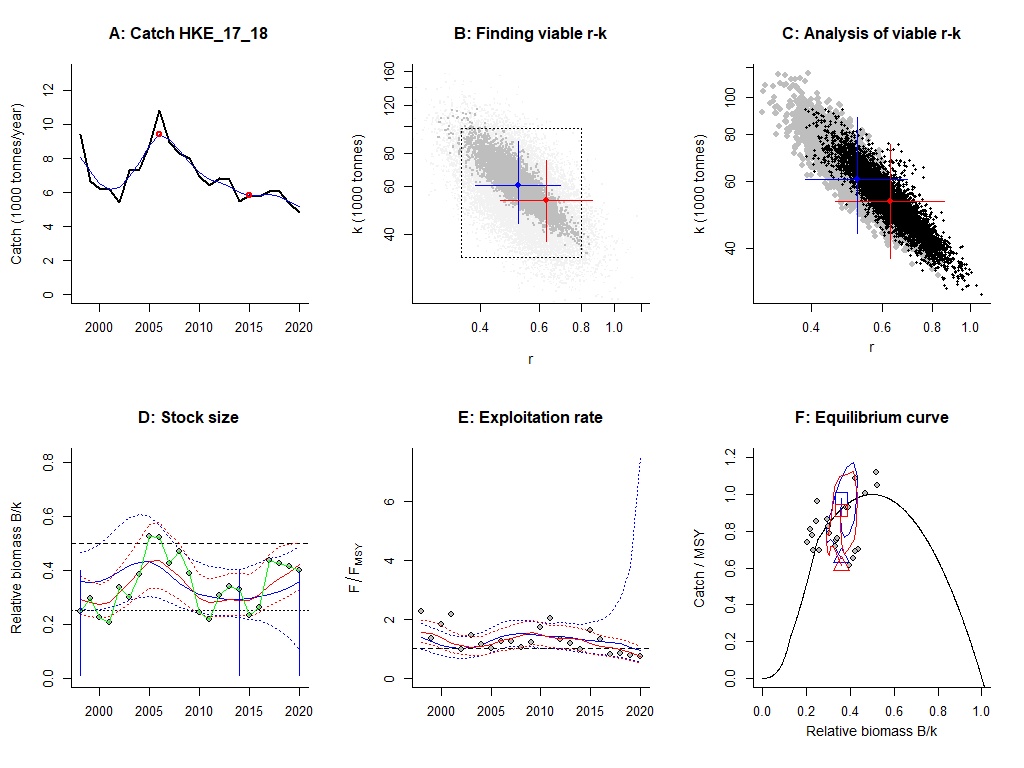 A: Catch HKE_17_18
Catch (1000 tonnes/year)
0 2 4 6 8 10 12
2000 2005 2010 2015 2020
B: Finding viable r-k
k (1000 tonnes)
40 60 80 120 160
0.4 0.6 0.8 1.0
r
C: Analysis of viable r-k
k (1000 tonnes)
40 60 80 100
0.4 0.6 0.8 1.0
r
D: Stock size
Relative biomass B/k
0.0 0.2 0.4 0.6 0.8
2000 2005 2010 2015 2020
E: Exploitation rate
F / FMSY
0 2 4 6
2000 2005 2010 2015 2020
F: Equilibrium curve
Catch / MSY
0.0 0.2 0.4 0.6 0.8 1.0 1.2
0.0 0.2 0.4 0.6 0.8 1.0
Relative biomass B/k